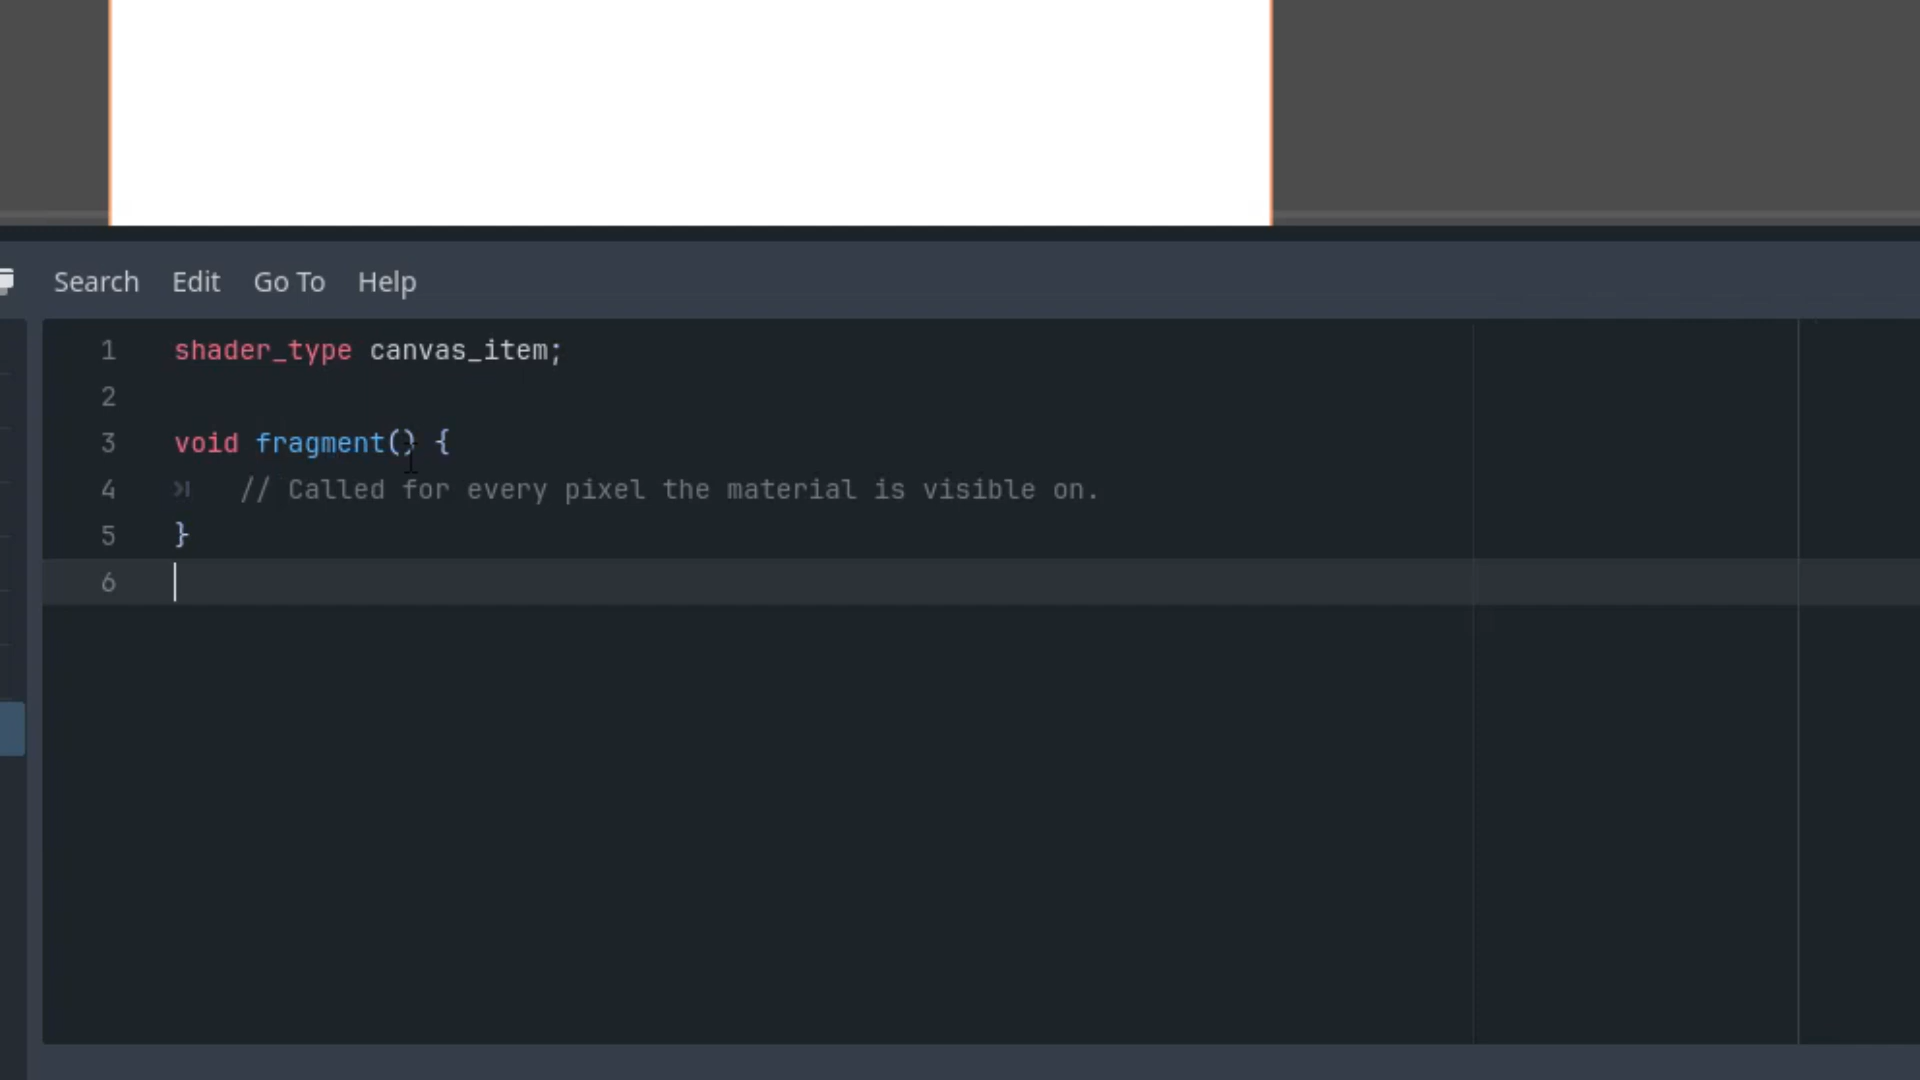 Search Edit Go To Help
1 shader_type canvas_item;
2
3 void fragment() {
4 // Called for every pixel the material is visible on.
5 }
6